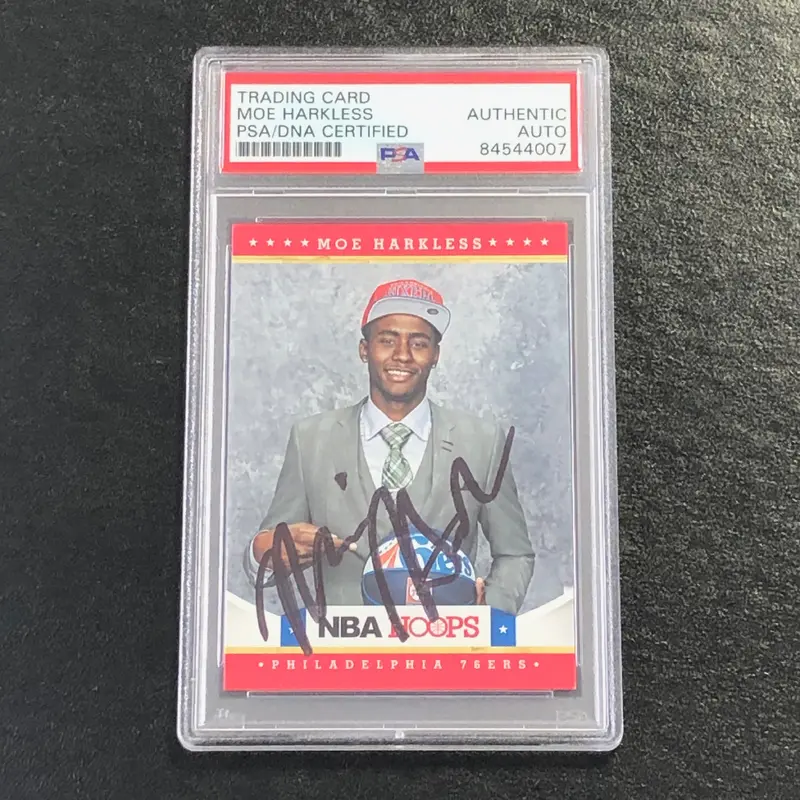 TRADING CARD
MOE HARKLESS
PSA/DNA CERTIFIED
AUTHENTIC
AUTO
84544007
PSA
★ ★ ★ ★ MOE HARKLESS ★ ★ ★ ★
NBA HOOPS
• PHILADELPHIA 76ERS •